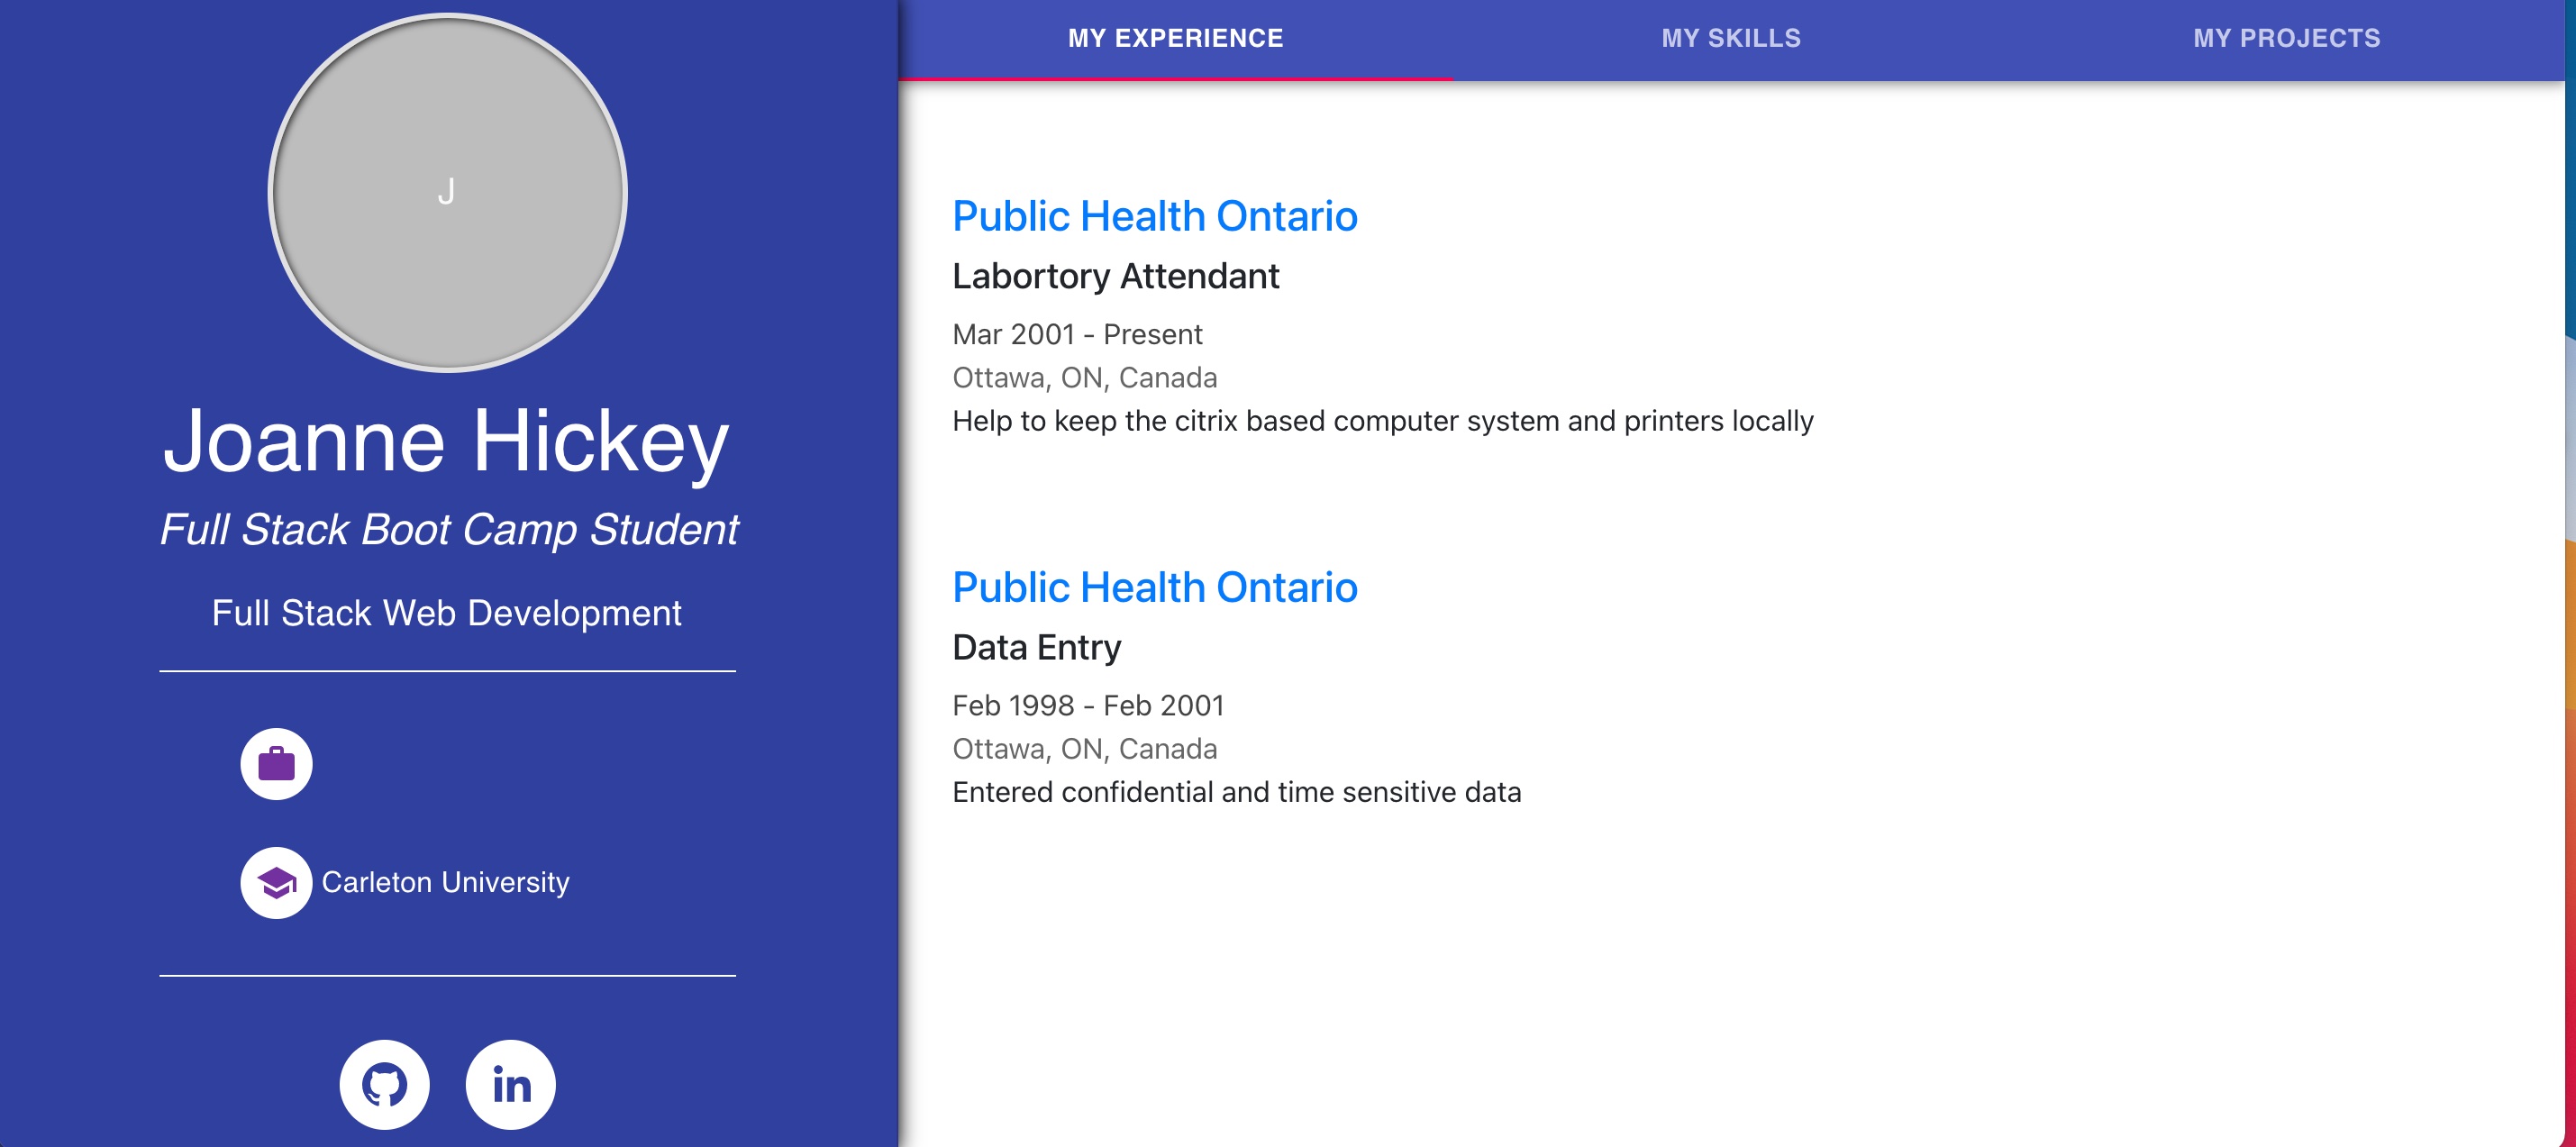 J
Joanne Hickey
Full Stack Boot Camp Student
Full Stack Web Development
Carleton University
in
MY EXPERIENCE
MY SKILLS
MY PROJECTS
Public Health Ontario
Labortory Attendant
Mar 2001 - Present
Ottawa, ON, Canada
Help to keep the citrix based computer system and printers locally
Public Health Ontario
Data Entry
Feb 1998 - Feb 2001
Ottawa, ON, Canada
Entered confidential and time sensitive data